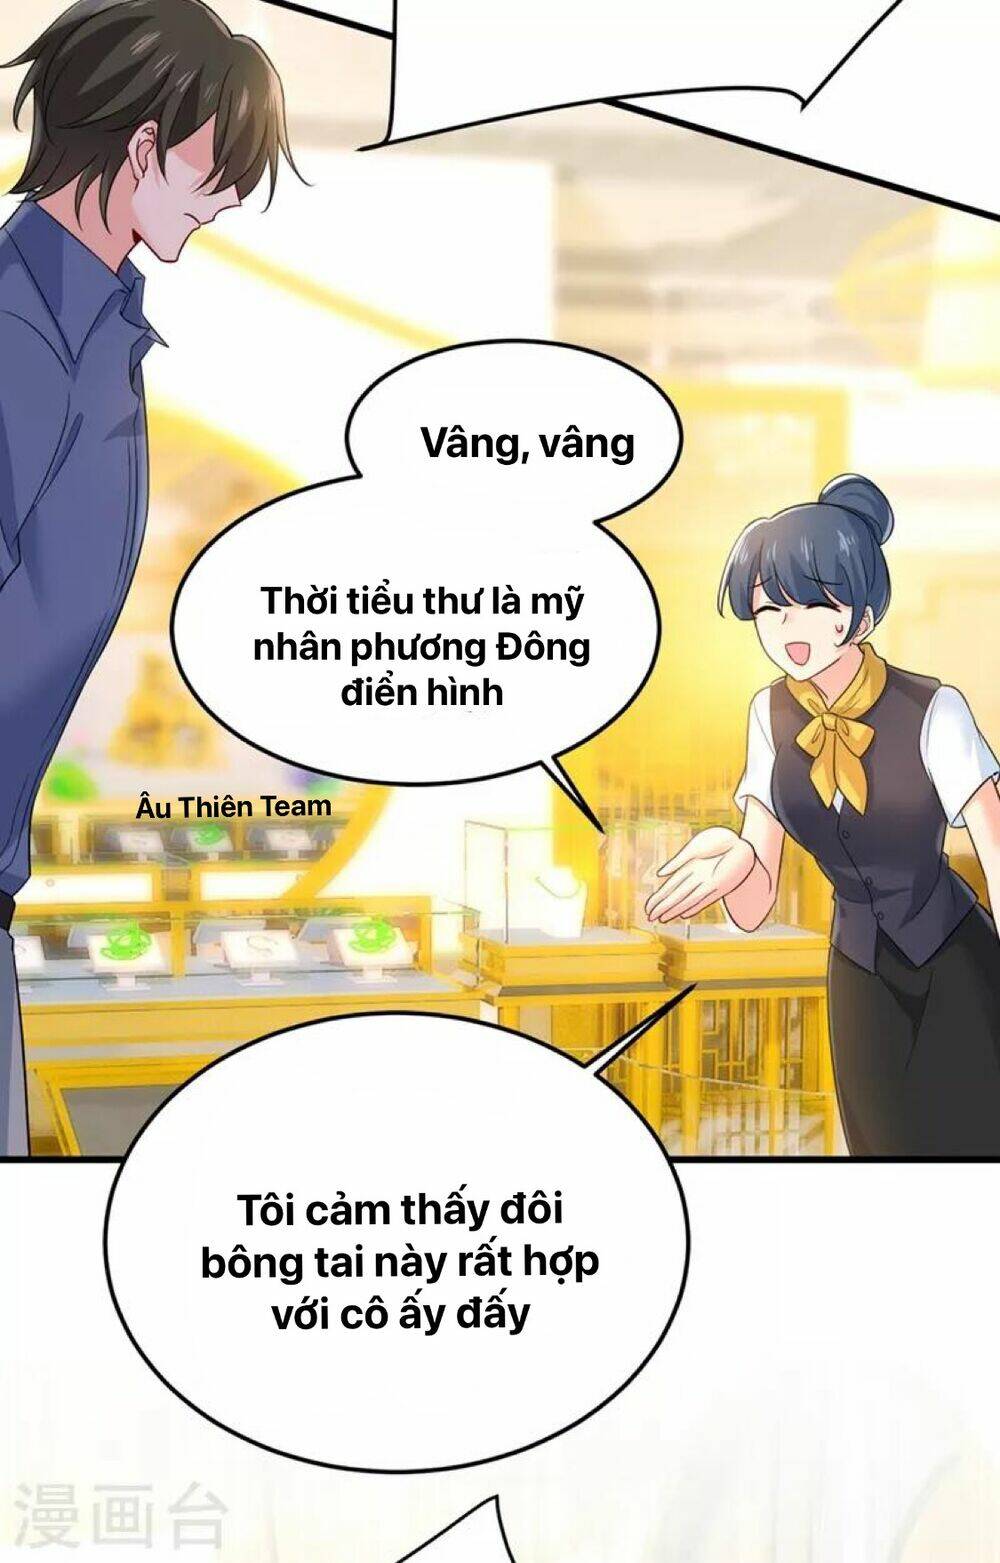 Vâng, vâng
Thời tiểu thư là mỹ
nhân phương Đông
điển hình
Âu Thiên Team
Tôi cảm thấy đôi
bông tai này rất hợp
với cô ấy đấy
漫画台